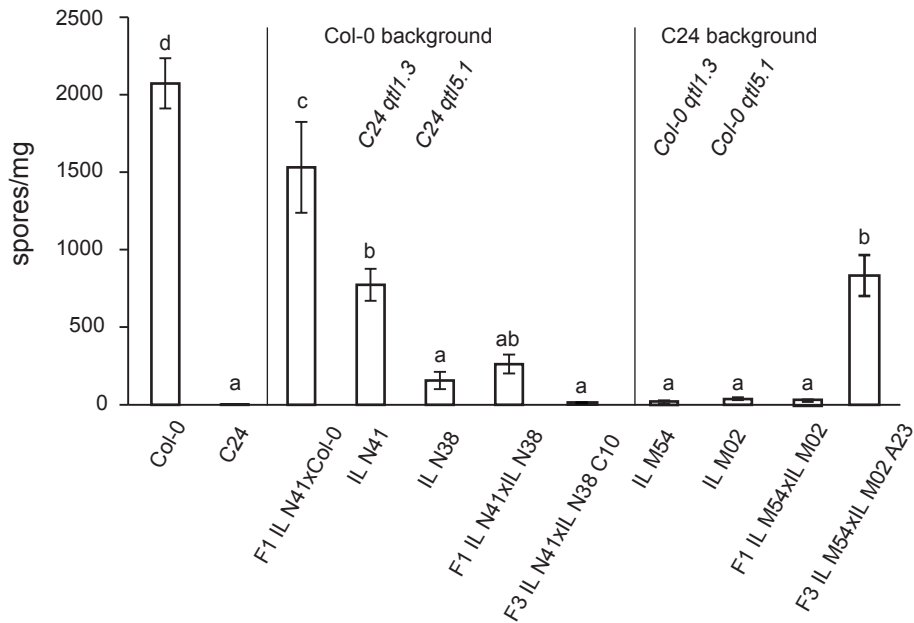 2500
2000
1500
1000
500
0
spores/mg
Col-0 background
C24 background
C24 qtl1.3
C24 qtl5.1
Col-0 qtl1.3
Col-0 qtl5.1
d
a
c
b
a
ab
a
a
a
a
b
Col-0
C24
F1 IL N41xCol-0
IL N41
IL N38
F1 IL N41xIL N38
F3 IL N41xIL N38 C10
IL M54
IL M02
F1 IL M54xIL M02
F3 IL M54xIL M02 A23